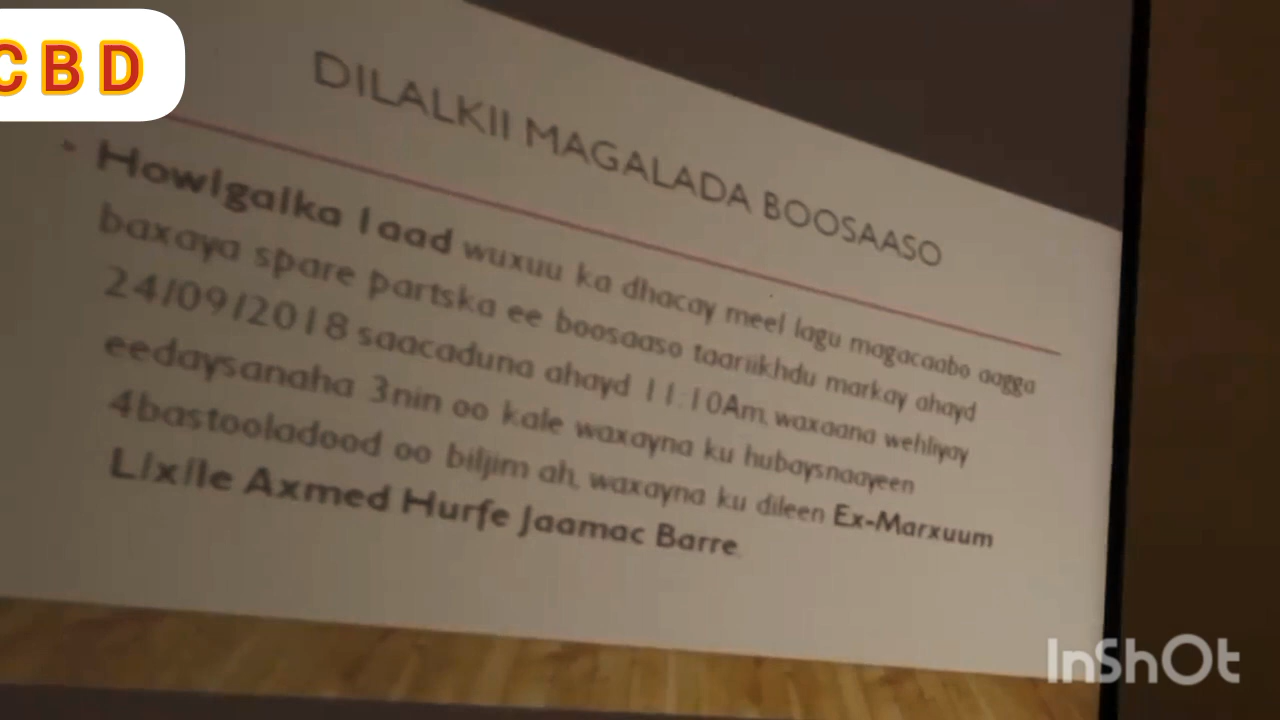 CBD
DILALKII MAGALADA BOOSAASO
Howlgalka 1aad wuxuu ka dhacay meel lagu magacaabo aagga
baxaya spare partska ee boosaaso taariikhdu markay ahayd
24/09/2018 saacaduna ahayd 11:10Am, waxaana wehliyay
eedaysanaha 3nin oo kale waxayna ku hubaysnaayeen
4bastooladood oo biljim ah, waxayna ku dileen Ex-Marxuum
L/xile Axmed Hurfe Jaamac Barre
InShOt